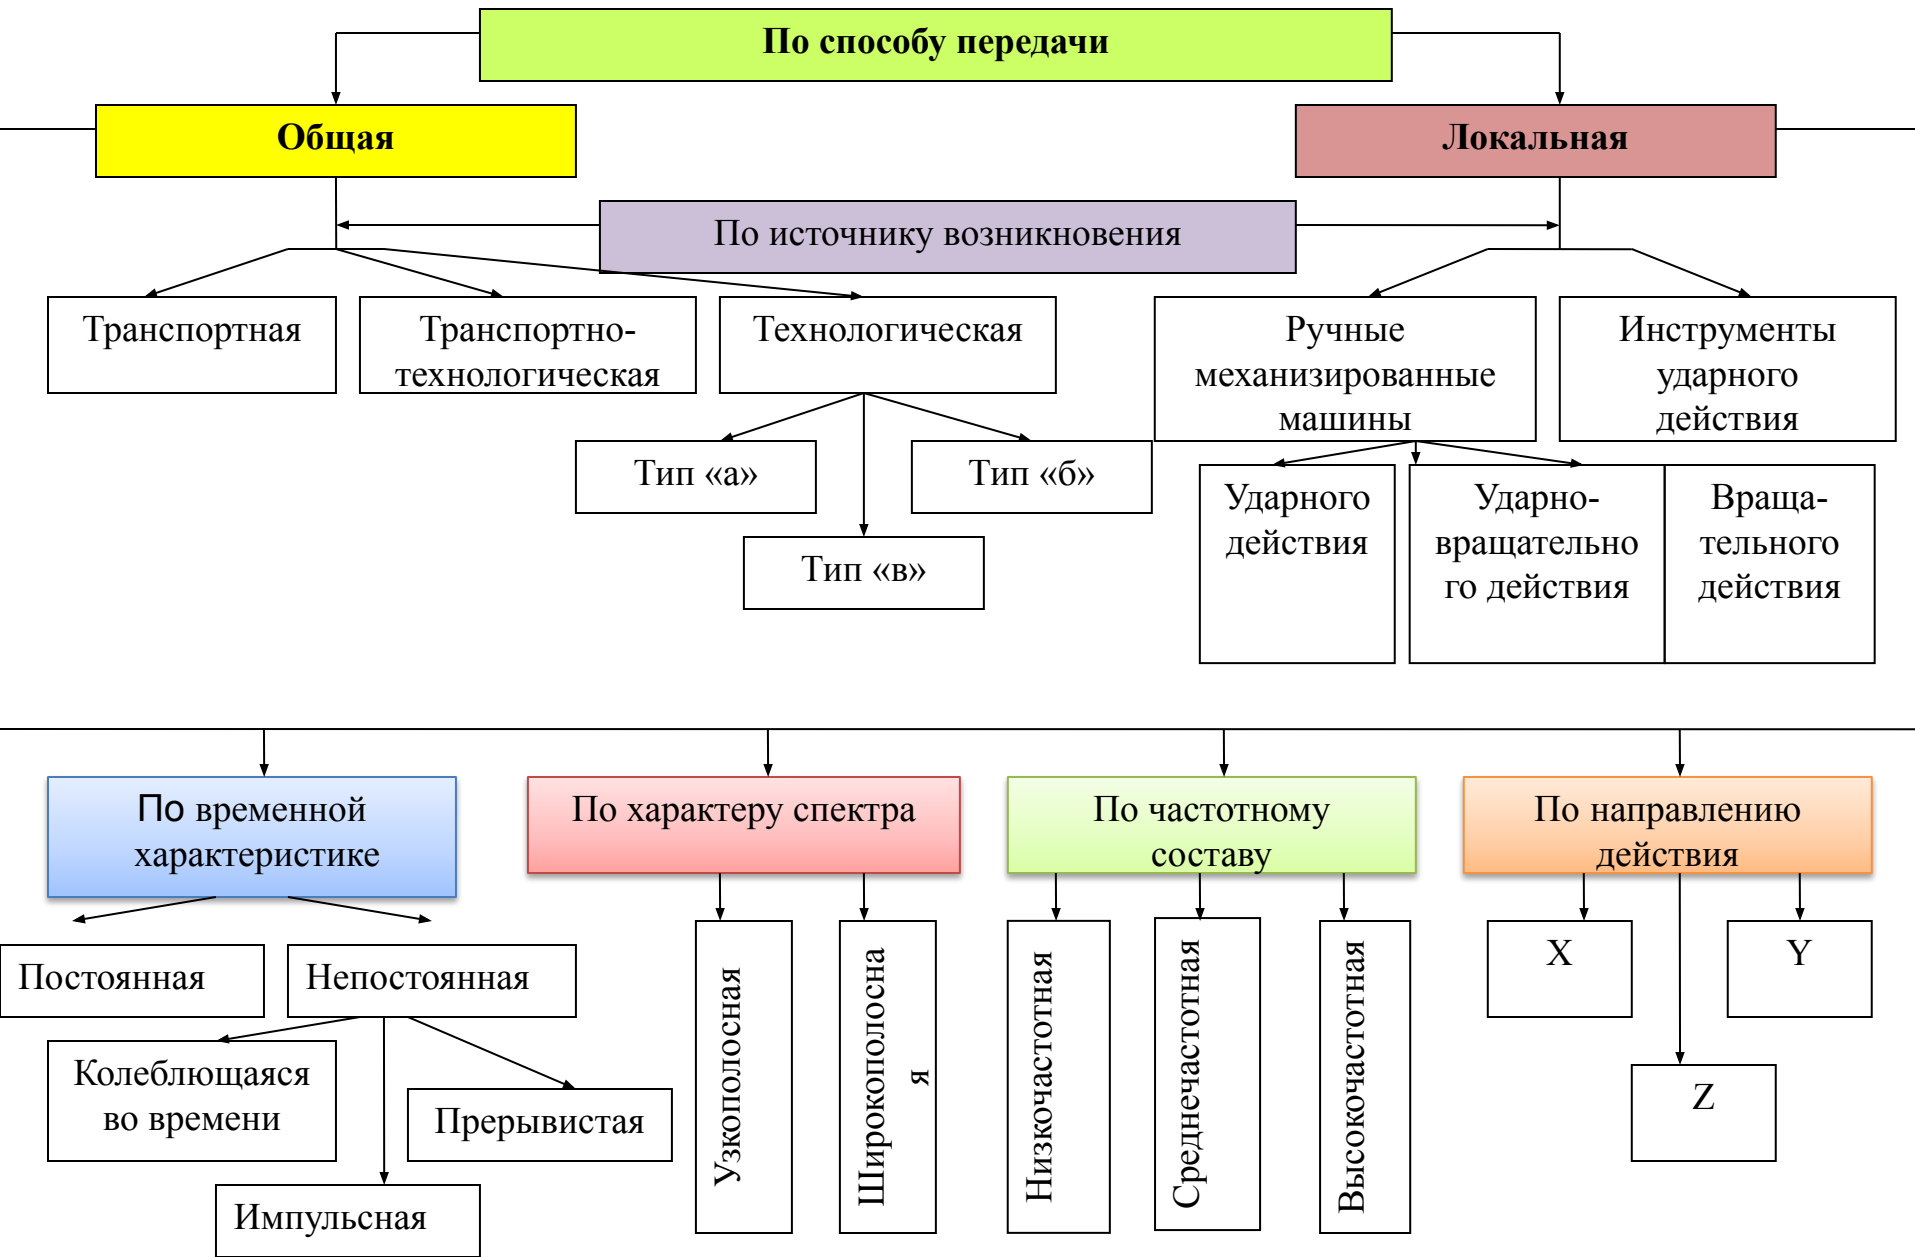 По способу передачи
Общая
Локальная
По источнику возникновения
Транспортная
Транспортно-
технологическая
Технологическая
Ручные
механизированные
машины
Инструменты
ударного
действия
Тип «а»
Тип «б»
Тип «в»
Ударного
действия
Ударно-
вращательно
го действия
Враща-
тельного
действия
По временной
характеристике
По характеру спектра
По частотному
составу
По направлению
действия
Постоянная
Непостоянная
Колеблющаяся
во времени
Прерывистая
Импульсная
Узкополосная
Широкополосна
я
Низкочастотная
Среднечастотная
Высокочастотная
X
Y
Z